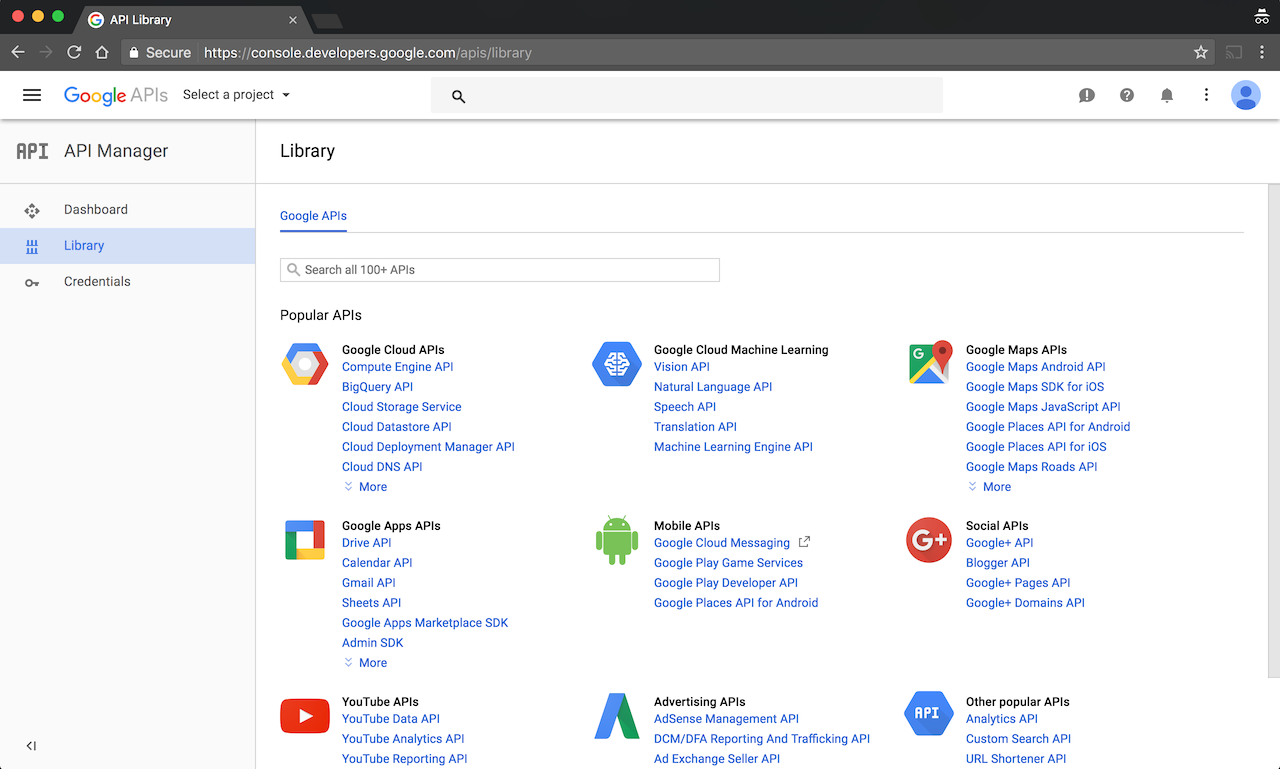 API Library
Secure https://console.developers.google.com/apis/library
Google APIs Select a project
API API Manager
Library
Dashboard
Library
Credentials
Google APIs
Search all 100+ APIs
Popular APIs
Google Cloud APIs
Compute Engine API
BigQuery API
Cloud Storage Service
Cloud Datastore API
Cloud Deployment Manager API
Cloud DNS API
More
Google Cloud Machine Learning
Vision API
Natural Language API
Speech API
Translation API
Machine Learning Engine API
G
Google Maps APIs
Google Maps Android API
Google Maps SDK for iOS
Google Maps JavaScript API
Google Places API for Android
Google Places API for iOS
Google Maps Roads API
More
Google Apps APIs
Drive API
Calendar API
Gmail API
Sheets API
Google Apps Marketplace SDK
Admin SDK
More
Mobile APIs
Google Cloud Messaging
Google Play Game Services
Google Play Developer API
Google Places API for Android
G+
Social APIs
Google+ API
Blogger API
Google+ Pages API
Google+ Domains API
YouTube APIs
YouTube Data API
YouTube Analytics API
YouTube Reporting API
Advertising APIs
AdSense Management API
DCM/DFA Reporting And Trafficking API
Ad Exchange Seller API
API
Other popular APIs
Analytics API
Custom Search API
URL Shortener API